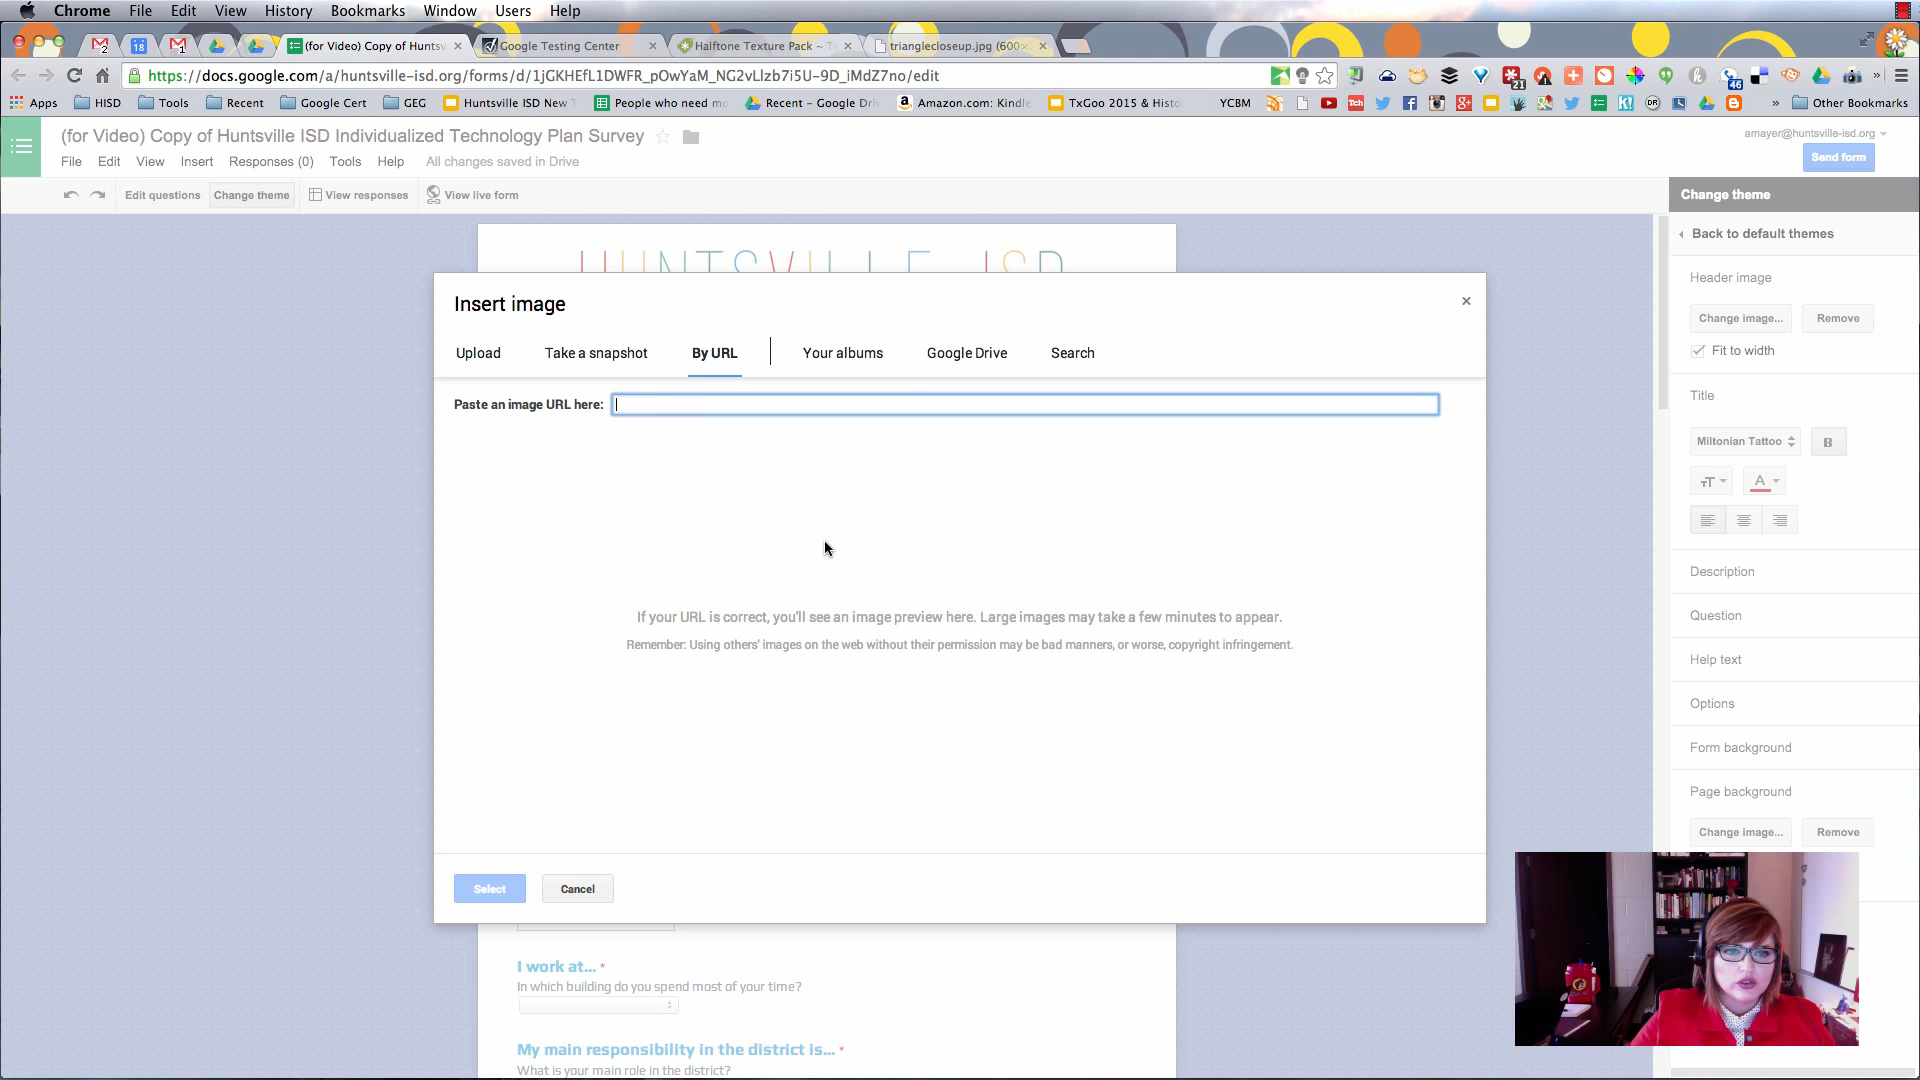 Chrome File Edit View History Bookmarks Window Users Help
2 18 1 (for Video) Copy of Huntsv × Google Testing Center × Halftone Texture Pack ~ × trianglecloseup.jpg (600× ×
https://docs.google.com/a/huntsville-isd.org/forms/d/1jGKHEfL1DWFR_pOwYaM_NG2vLlzb7i5U-9D_iMdZ7no/edit
21 46
Apps HISD Tools Recent Google Cert GEG Huntsville ISD New People who need Recent – Google Amazon.com: Kindle TxGoo 2015 & YCBM » Other Bookmarks
(for Video) Copy of Huntsville ISD Individualized Technology Plan Survey
amayer@huntsville-isd.org
File Edit View Insert Responses (0) Tools Help All changes saved in Drive
Send form
Edit questions Change theme View responses View live form
Change theme
Back to default themes
HUNTSVILLE ISD
Header image
Change image... Remove
Fit to width
Title
Miltonian Tattoo B
TT A
Description
Question
Help text
Options
Form background
Page background
Change image... Remove
Insert image ×
Upload Take a snapshot By URL Your albums Google Drive Search
Paste an image URL here:
If your URL is correct, you'll see an image preview here. Large images may take a few minutes to appear.
Remember: Using others' images on the web without their permission may be bad manners, or worse, copyright infringement.
Select Cancel
I work at... *
In which building do you spend most of your time?
My main responsibility in the district is... *
What is your main role in the district?